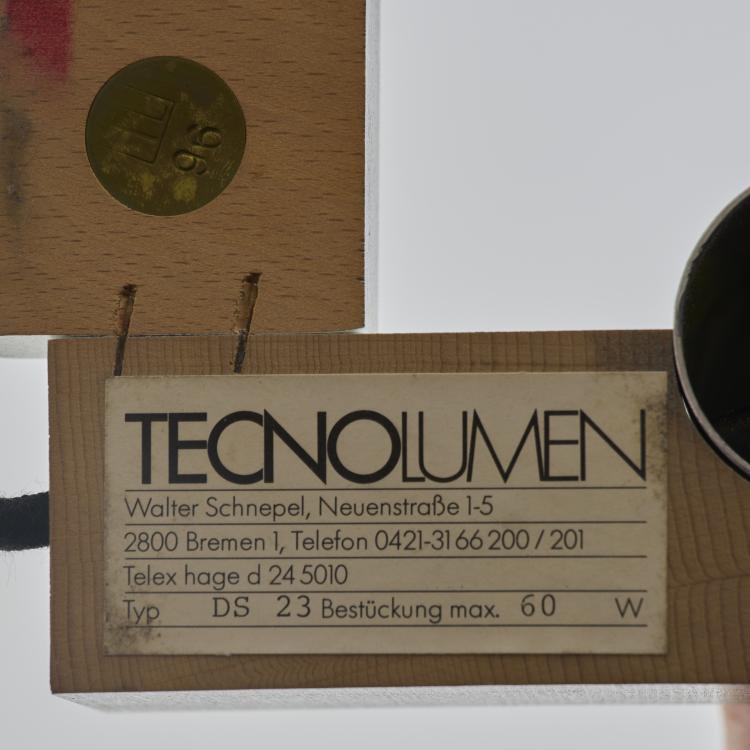 96
TECNOLUMEN
Walter Schnepel, Neuenstraße 1-5
2800 Bremen 1, Telefon 0421-31 66 200 / 201
Telex hage d 24 5010
Typ DS 23 Bestückung max. 60 W